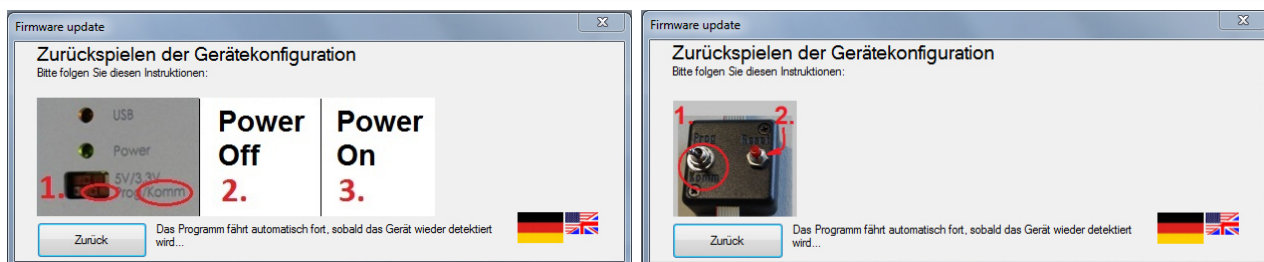 Firmware update
Zurückspielen der Gerätekonfiguration
Bitte folgen Sie diesen Instruktionen:
USB
Power
5V/3.3V
Prog/Komm
1.
Power Off
2.
Power On
3.
Zurück
Das Programm fährt automatisch fort, sobald das Gerät wieder detektiert
wird...
Firmware update
Zurückspielen der Gerätekonfiguration
Bitte folgen Sie diesen Instruktionen:
1.
2.
Prog
Reset
Komm
Zurück
Das Programm fährt automatisch fort, sobald das Gerät wieder detektiert
wird...